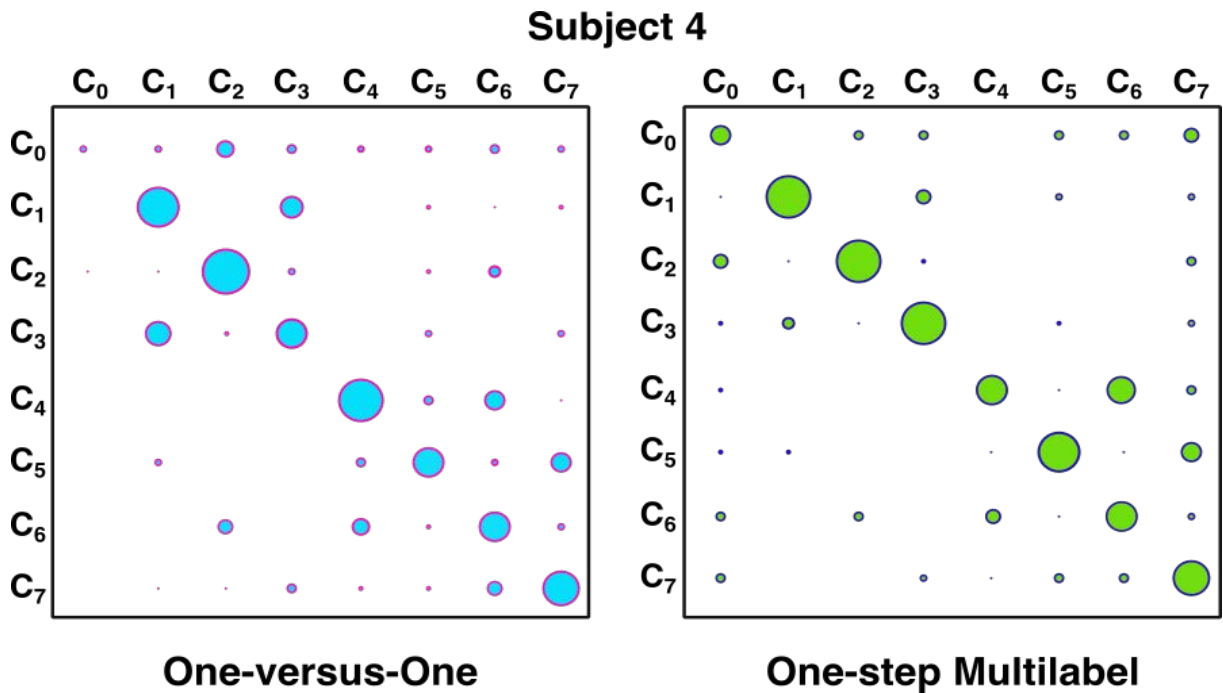 Subject 4
C₀ C₁ C₂ C₃ C₄ C₅ C₆ C₇
C₀
C₁
C₂
C₃
C₄
C₅
C₆
C₇
One-versus-One
C₀ C₁ C₂ C₃ C₄ C₅ C₆ C₇
C₀
C₁
C₂
C₃
C₄
C₅
C₆
C₇
One-step Multilabel